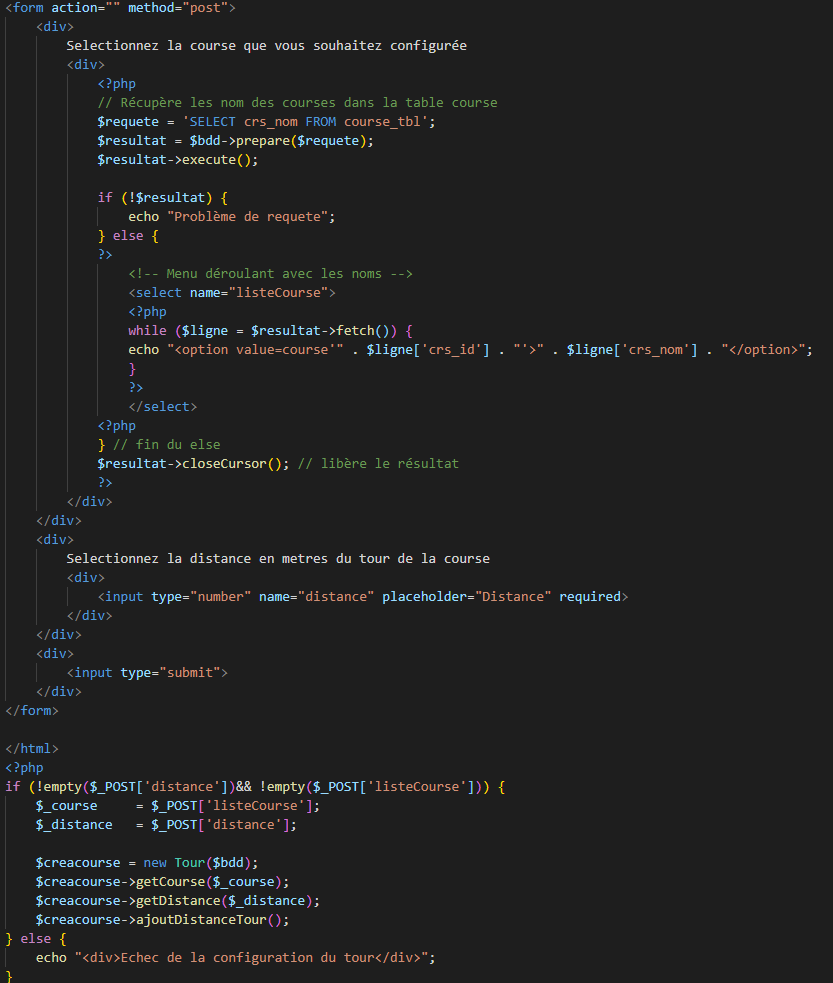 <form action="" method="post">
<div>
Selectionnez la course que vous souhaitez configurée
<div>
<?php
// Récupère les nom des courses dans la table course
$requete = 'SELECT crs_nom FROM course_tbl';
$resultat = $bdd->prepare($requete);
$resultat->execute();
if (!$resultat) {
echo "Problème de requete";
} else {
?>
<!-- Menu déroulant avec les noms -->
<select name="listeCourse">
<?php
while ($ligne = $resultat->fetch()) {
echo "<option value=course'" . $ligne['crs_id'] . "'>" . $ligne['crs_nom'] . "</option>";
}
?>
</select>
<?php
} // fin du else
$resultat->closeCursor(); // libère le résultat
?>
</div>
</div>
<div>
Selectionnez la distance en metres du tour de la course
<div>
<input type="number" name="distance" placeholder="Distance" required>
</div>
</div>
<div>
<input type="submit">
</div>
</form>
</html>
<?php
if (!empty($_POST['distance'])&& !empty($_POST['listeCourse'])) {
$_course = $_POST['listeCourse'];
$_distance = $_POST['distance'];
$creacourse = new Tour($bdd);
$creacourse->getCourse($_course);
$creacourse->getDistance($_distance);
$creacourse->ajoutDistanceTour();
} else {
echo "<div>Echec de la configuration du tour</div>";
}